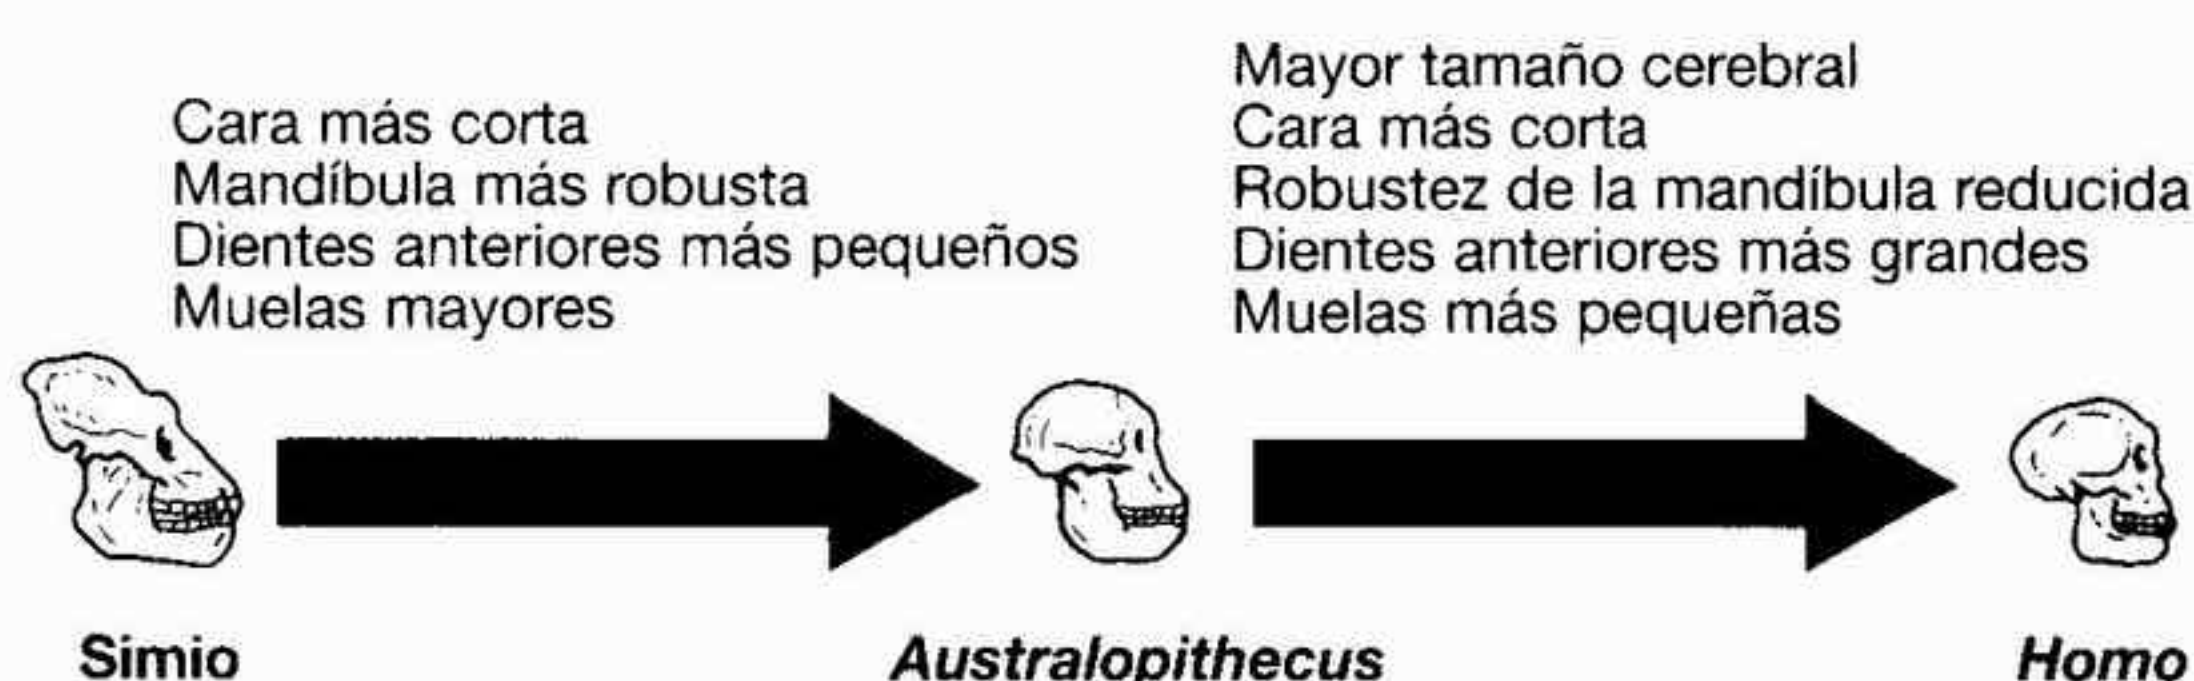 Cara más corta
Mandíbula más robusta
Dientes anteriores más pequeños
Muelas mayores
Mayor tamaño cerebral
Cara más corta
Robustez de la mandíbula reducida
Dientes anteriores más grandes
Muelas más pequeñas
Simio
Australopithecus
Homo